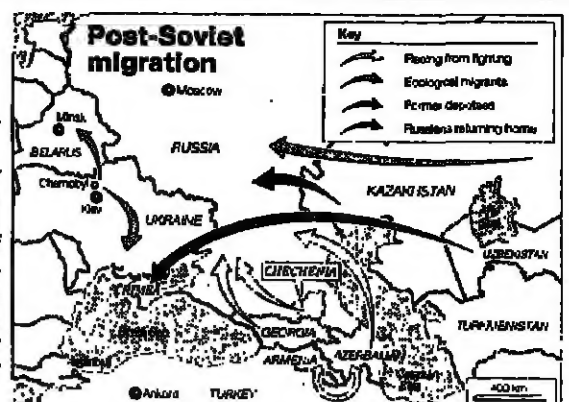 Post-Soviet
migration
Key
Fleeing from fighting
Ecological migrants
Former deportees
Russians returning home
Moscow
Minsk
BELARUS
RUSSIA
Chernobyl
Kiev
UKRAINE
KAZAKHSTAN
UZBEKISTAN
CRIMEA
CHECHENIA
TURKMENISTAN
GEORGIA
ARMENIA
AZERBAIJAN
Ankara
TURKEY
400 km